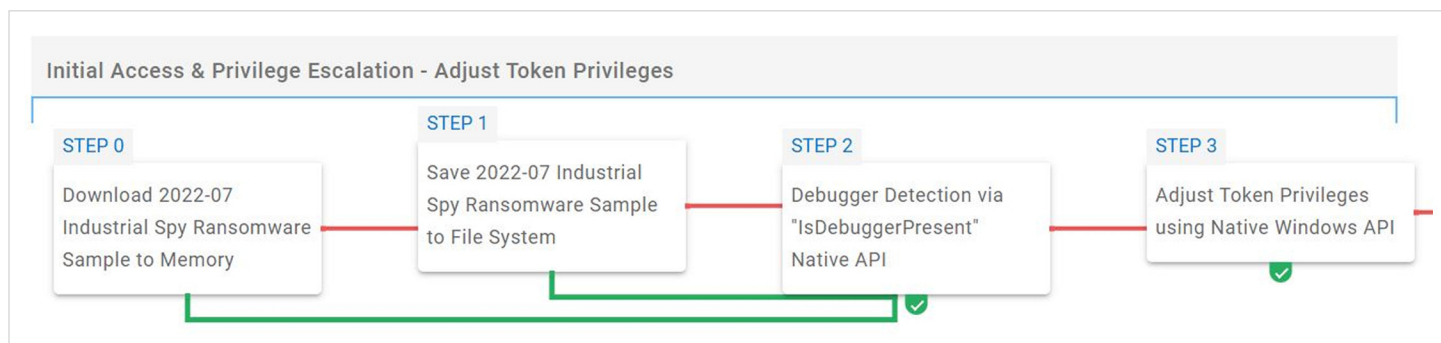 Initial Access & Privilege Escalation - Adjust Token Privileges
STEP 0
Download 2022-07
Industrial Spy Ransomware
Sample to Memory
STEP 1
Save 2022-07 Industrial
Spy Ransomware Sample
to File System
STEP 2
Debugger Detection via
"IsDebuggerPresent"
Native API
STEP 3
Adjust Token Privileges
using Native Windows API